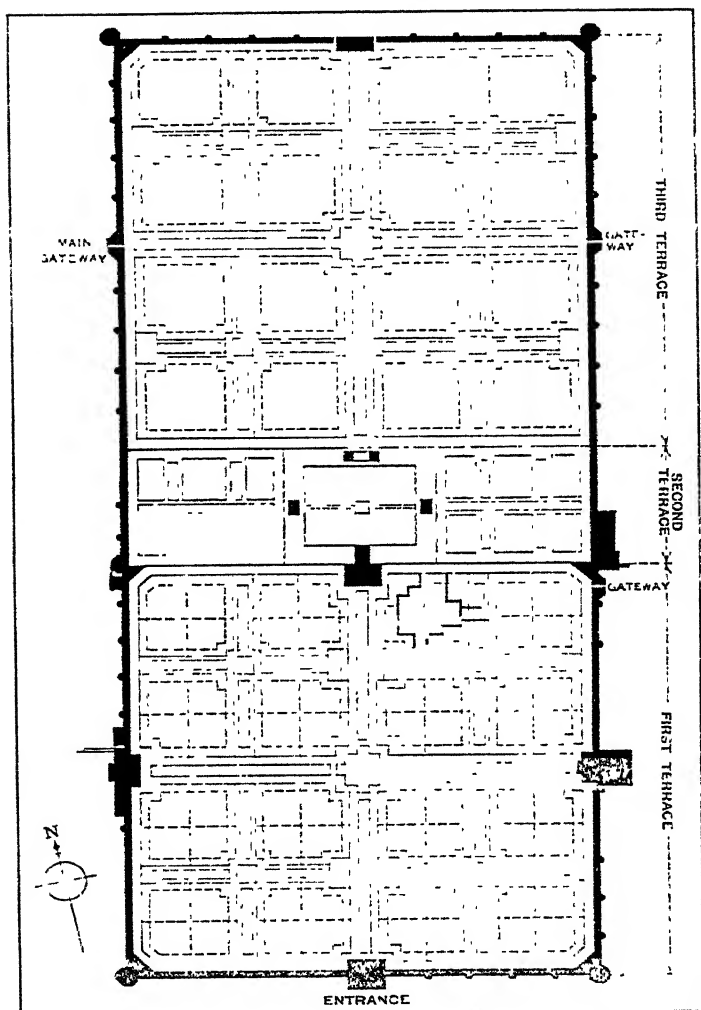 MAIN
GATEWAY
GATE-
WAY
THIRD TERRACE
SECOND
TERRACE
GATEWAY
FIRST TERRACE
N
ENTRANCE